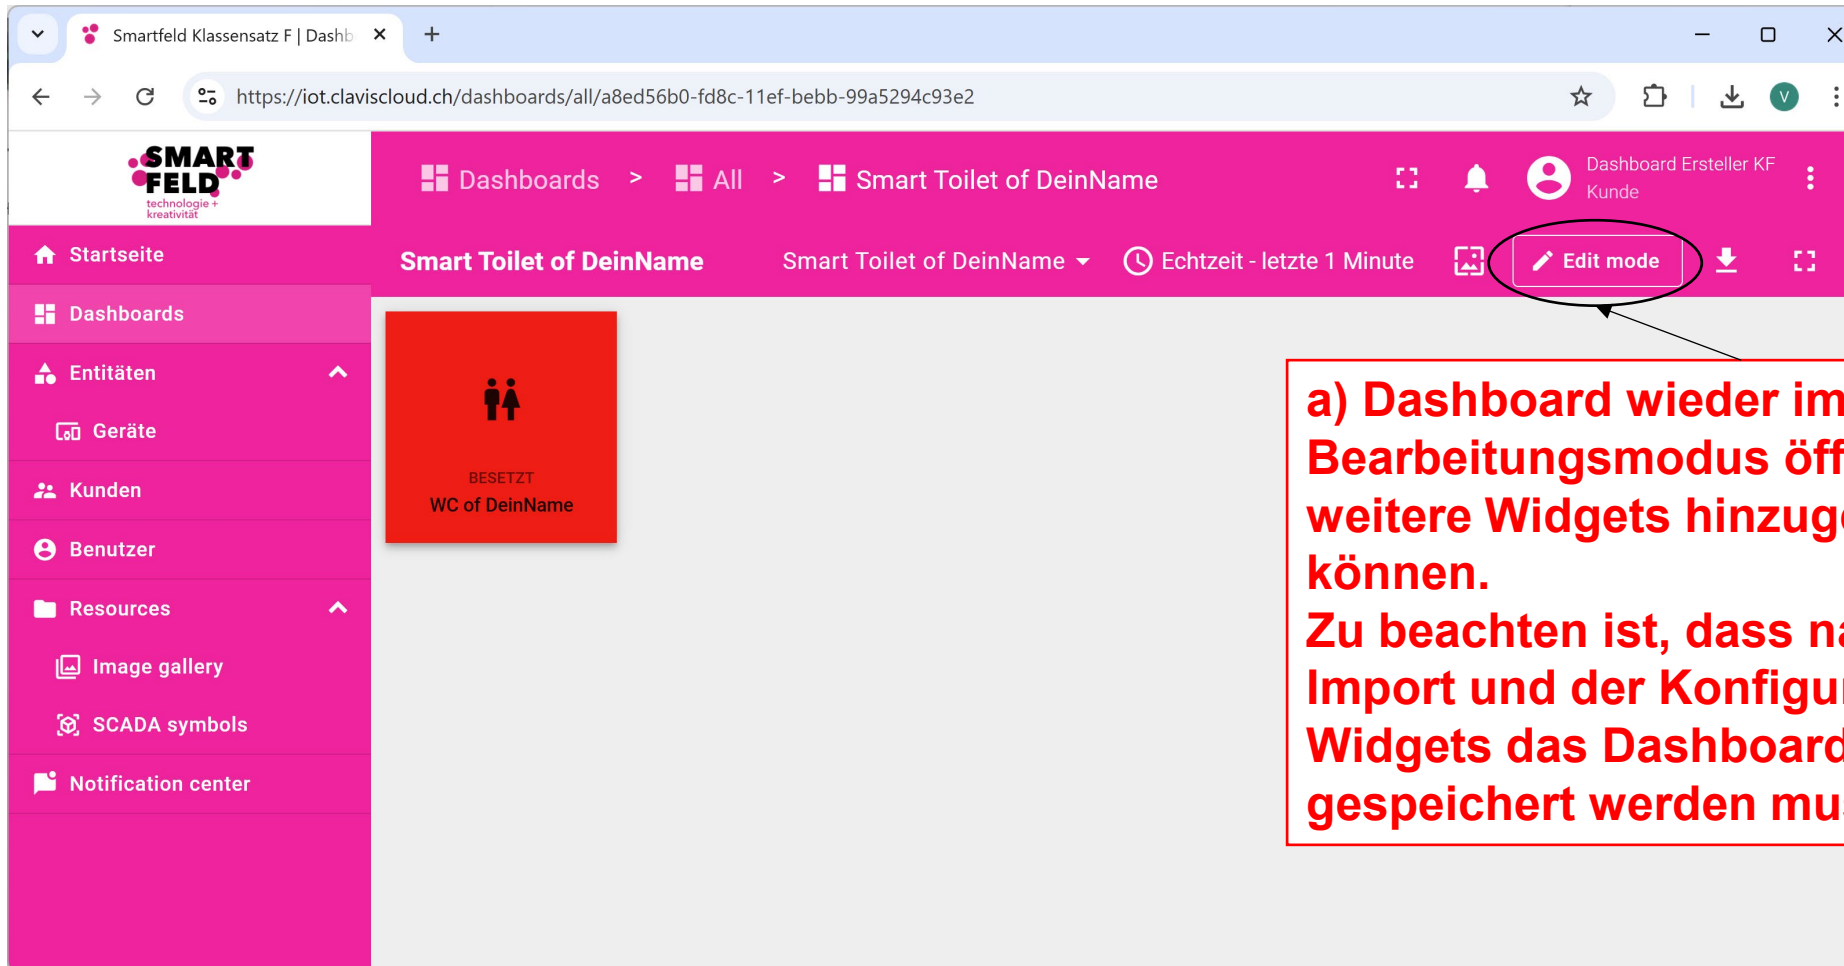 Smartfeld Klassensatz F | Dashb
https://iot.claviscloud.ch/dashboards/all/a8ed56b0-fd8c-11ef-bebb-99a5294c93e2
V
SMART
FELD
technologie +
kreativität
Dashboards > All > Smart Toilet of DeinName
Dashboard Ersteller KF
Kunde
Startseite
Smart Toilet of DeinName
Smart Toilet of DeinName
Echtzeit - letzte 1 Minute
Edit mode
Dashboards
Entitäten
Geräte
Kunden
Benutzer
Resources
Image gallery
SCADA symbols
Notification center
BESETZT
WC of DeinName
a) Dashboard wieder im
Bearbeitungsmodus öff
weitere Widgets hinzug
können.
Zu beachten ist, dass na
Import und der Konfigu
Widgets das Dashboard
gespeichert werden mu